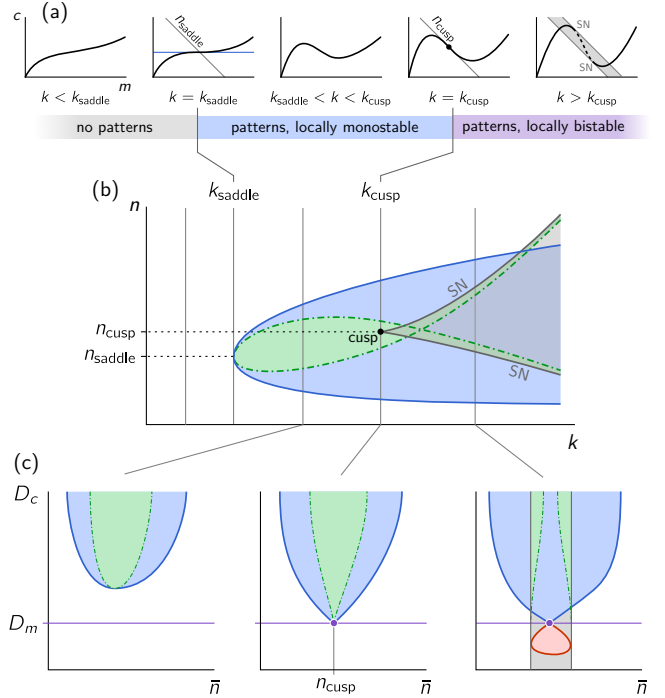 (a)
c
m
n_saddle
n_cusp
SN
SN
k < k_saddle
k = k_saddle
k_saddle < k < k_cusp
k = k_cusp
k > k_cusp
no patterns
patterns, locally monostable
patterns, locally bistable
k_saddle
k_cusp
(b)
n
SN
n_cusp
cusp
n_saddle
SN
k
(c)
D_c
D_m
n̅
n_cusp
n̅
n̅